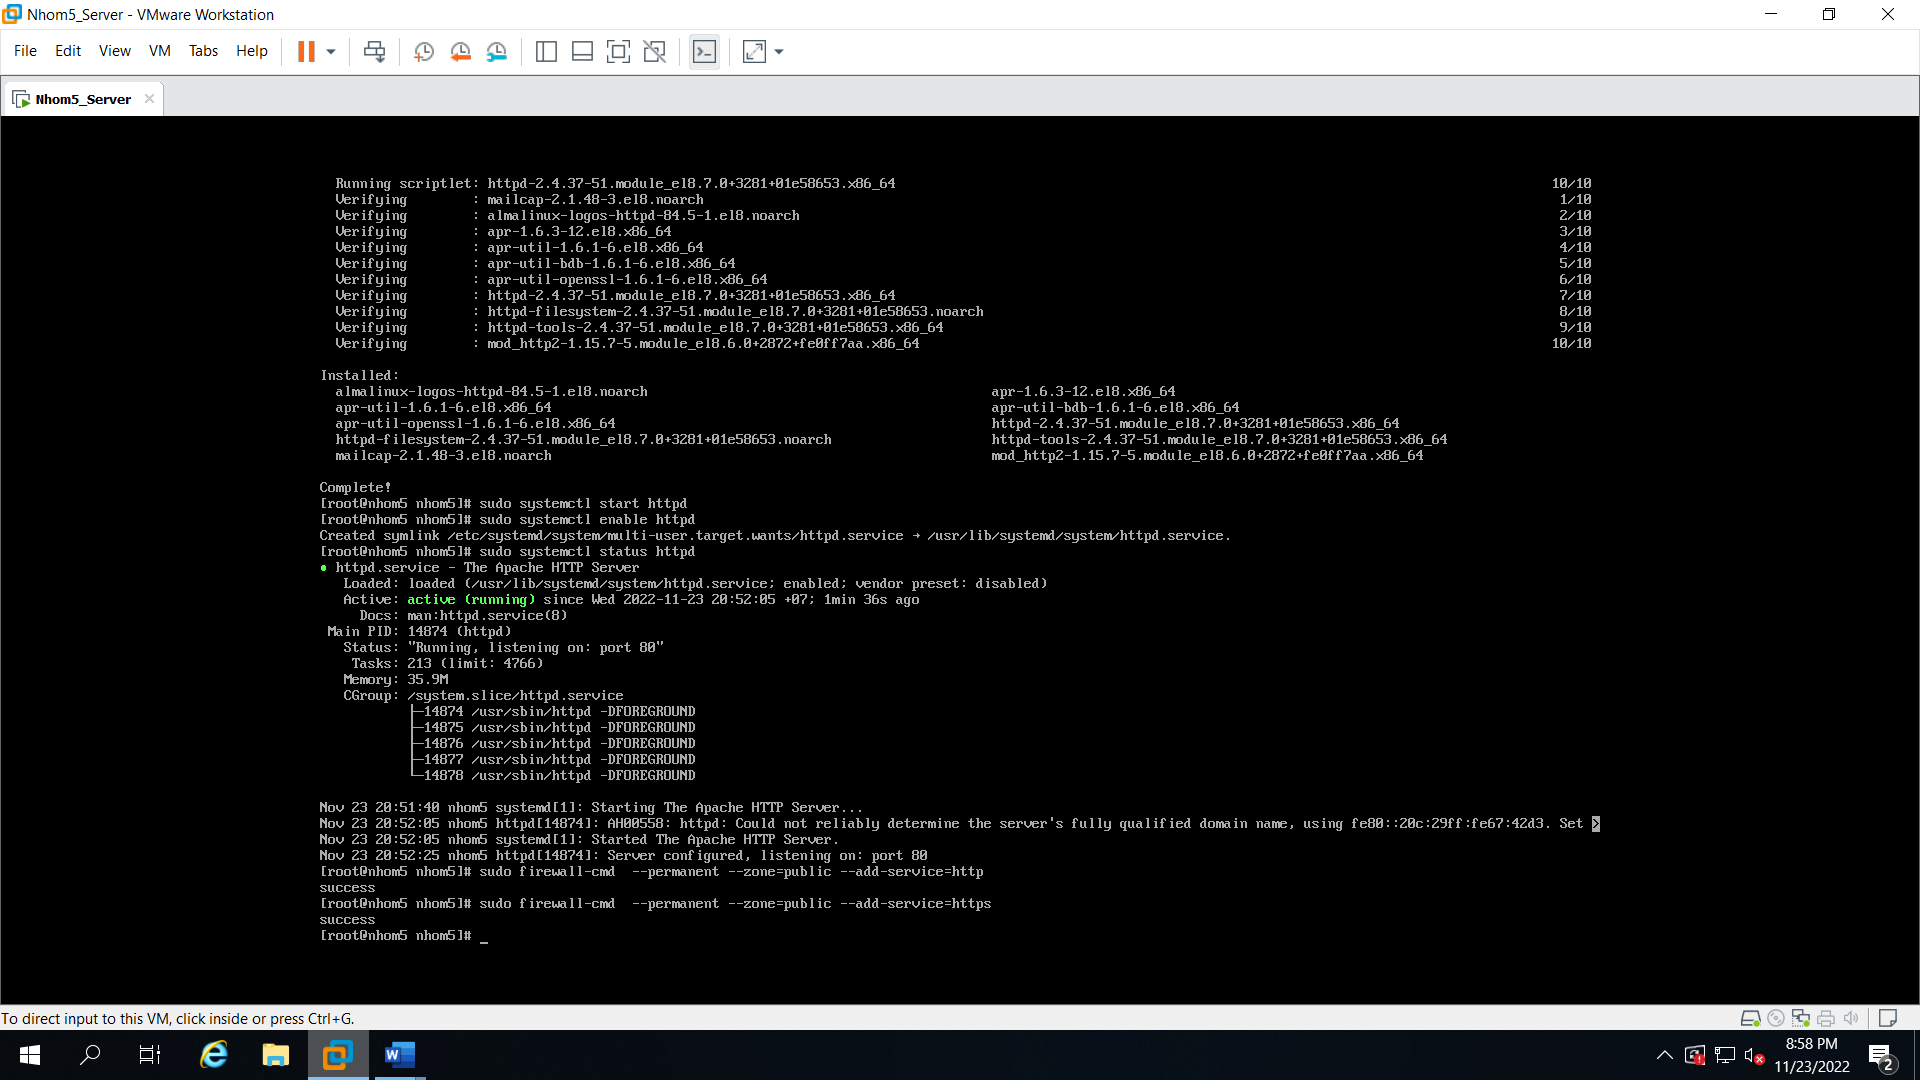 Nhom5_Server - VMware Workstation
File Edit View VM Tabs Help
Nhom5_Server
Running scriptlet: httpd-2.4.37-51.module_el8.7.0+3281+01e58653.x86_64 10/10
Verifying : mailcap-2.1.48-3.el8.noarch 1/10
Verifying : almalinux-logos-httpd-84.5-1.el8.noarch 2/10
Verifying : apr-1.6.3-12.el8.x86_64 3/10
Verifying : apr-util-1.6.1-6.el8.x86_64 4/10
Verifying : apr-util-bdb-1.6.1-6.el8.x86_64 5/10
Verifying : apr-util-openssl-1.6.1-6.el8.x86_64 6/10
Verifying : httpd-2.4.37-51.module_el8.7.0+3281+01e58653.x86_64 7/10
Verifying : httpd-filesystem-2.4.37-51.module_el8.7.0+3281+01e58653.noarch 8/10
Verifying : httpd-tools-2.4.37-51.module_el8.7.0+3281+01e58653.x86_64 9/10
Verifying : mod_http2-1.15.7-5.module_el8.6.0+2872+fe0ff7aa.x86_64 10/10
Installed:
almalinux-logos-httpd-84.5-1.el8.noarch apr-1.6.3-12.el8.x86_64
apr-util-1.6.1-6.el8.x86_64 apr-util-bdb-1.6.1-6.el8.x86_64
apr-util-openssl-1.6.1-6.el8.x86_64 httpd-2.4.37-51.module_el8.7.0+3281+01e58653.x86_64
httpd-filesystem-2.4.37-51.module_el8.7.0+3281+01e58653.noarch httpd-tools-2.4.37-51.module_el8.7.0+3281+01e58653.x86_64
mailcap-2.1.48-3.el8.noarch mod_http2-1.15.7-5.module_el8.6.0+2872+fe0ff7aa.x86_64
Complete!
[root@nhom5 nhom5]# sudo systemctl start httpd
[root@nhom5 nhom5]# sudo systemctl enable httpd
Created symlink /etc/systemd/system/multi-user.target.wants/httpd.service → /usr/lib/systemd/system/httpd.service.
[root@nhom5 nhom5]# sudo systemctl status httpd
● httpd.service - The Apache HTTP Server
Loaded: loaded (/usr/lib/systemd/system/httpd.service; enabled; vendor preset: disabled)
Active: active (running) since Wed 2022-11-23 20:52:05 +07; 1min 36s ago
Docs: man:httpd.service(8)
Main PID: 14874 (httpd)
Status: "Running, listening on: port 80"
Tasks: 213 (limit: 4766)
Memory: 35.9M
CGroup: /system.slice/httpd.service
├─14874 /usr/sbin/httpd -DFOREGROUND
├─14875 /usr/sbin/httpd -DFOREGROUND
├─14876 /usr/sbin/httpd -DFOREGROUND
├─14877 /usr/sbin/httpd -DFOREGROUND
└─14878 /usr/sbin/httpd -DFOREGROUND
Nov 23 20:51:40 nhom5 systemd[1]: Starting The Apache HTTP Server...
Nov 23 20:52:05 nhom5 httpd[14874]: AH00558: httpd: Could not reliably determine the server's fully qualified domain name, using fe80::20c:29ff:fe67:42d3. Set >
Nov 23 20:52:05 nhom5 systemd[1]: Started The Apache HTTP Server.
Nov 23 20:52:25 nhom5 httpd[14874]: Server configured, listening on: port 80
[root@nhom5 nhom5]# sudo firewall-cmd  --permanent --zone=public --add-service=http
success
[root@nhom5 nhom5]# sudo firewall-cmd  --permanent --zone=public --add-service=https
success
[root@nhom5 nhom5]# _
To direct input to this VM, click inside or press Ctrl+G.
8:58 PM
11/23/2022
2